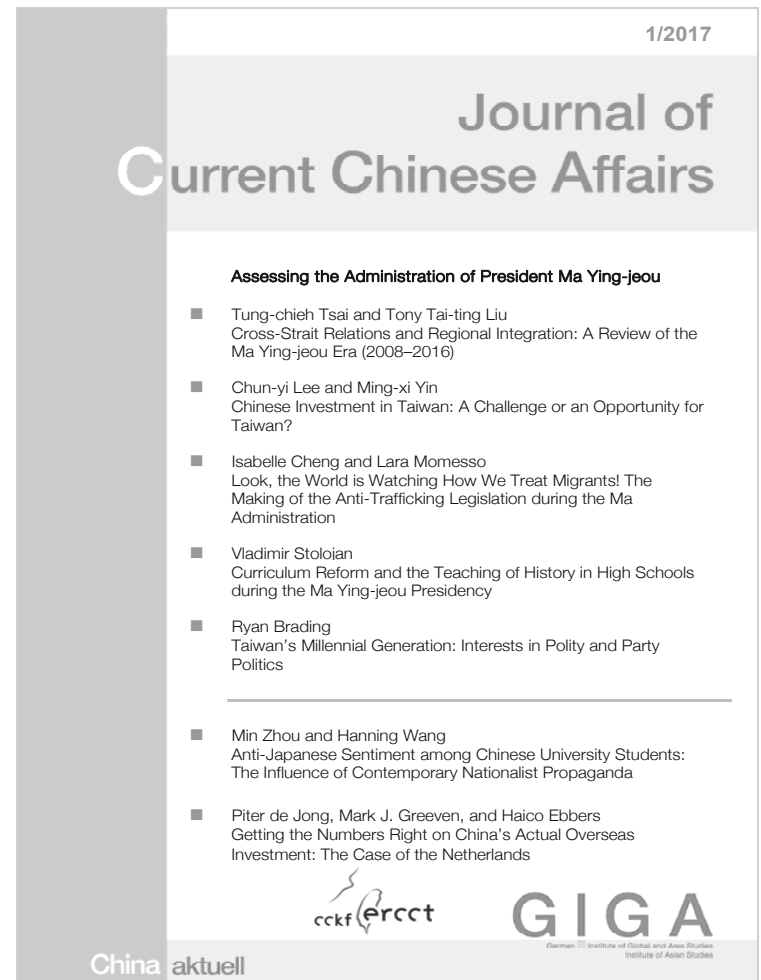 1/2017
Journal of
Current Chinese Affairs
Assessing the Administration of President Ma Ying-jeou
Tung-chieh Tsai and Tony Tai-ting Liu
Cross-Strait Relations and Regional Integration: A Review of the
Ma Ying-jeou Era (2008–2016)
Chun-yi Lee and Ming-xi Yin
Chinese Investment in Taiwan: A Challenge or an Opportunity for
Taiwan?
Isabelle Cheng and Lara Momesso
Look, the World is Watching How We Treat Migrants! The
Making of the Anti-Trafficking Legislation during the Ma
Administration
Vladimir Stolojan
Curriculum Reform and the Teaching of History in High Schools
during the Ma Ying-jeou Presidency
Ryan Brading
Taiwan’s Millennial Generation: Interests in Polity and Party
Politics
Min Zhou and Hanning Wang
Anti-Japanese Sentiment among Chinese University Students:
The Influence of Contemporary Nationalist Propaganda
Piter de Jong, Mark J. Greeven, and Haico Ebbers
Getting the Numbers Right on China’s Actual Overseas
Investment: The Case of the Netherlands
cckf ercct
GIGA
German Institute of Global and Area Studies
Institute of Asian Studies
China aktuell